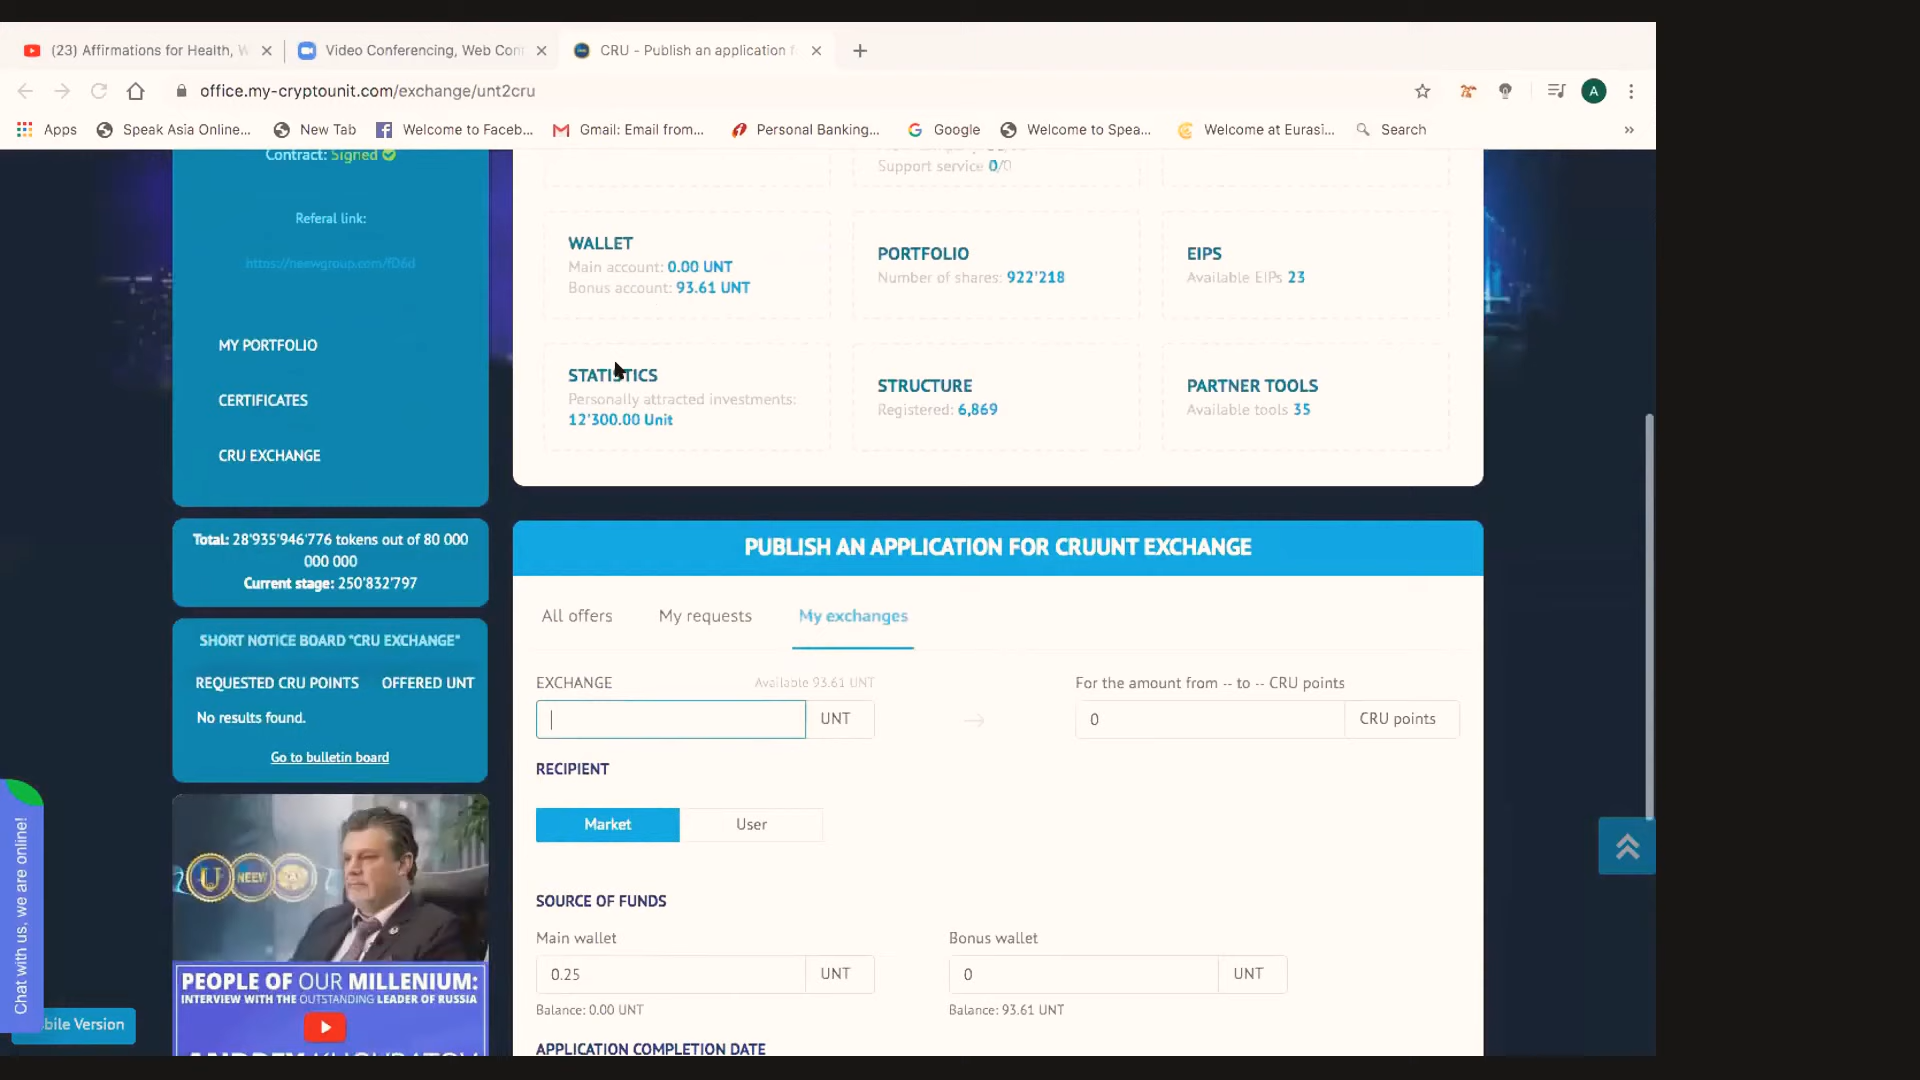 (23) Affirmations for Health, W
Video Conferencing, Web Con
CRU - Publish an application f
office.my-cryptounit.com/exchange/unt2cru
A
Apps
Speak Asia Online...
New Tab
Welcome to Faceb...
Gmail: Email from...
Personal Banking...
Google
Welcome to Spea...
Welcome at Eurasi...
Search
»
Contract: Signed
Referal link:
https://neewgroup.com/fD6d
MY PORTFOLIO
CERTIFICATES
CRU EXCHANGE
Total: 28'935'946'776 tokens out of 80 000
000 000
Current stage: 250'832'797
SHORT NOTICE BOARD "CRU EXCHANGE"
REQUESTED CRU POINTS OFFERED UNT
No results found.
Go to bulletin board
NEEW
PEOPLE OF OUR MILLENIUM:
INTERVIEW WITH THE OUTSTANDING LEADER OF RUSSIA
Chat with us, we are online!
bile Version
Support service 0/0
WALLET
Main account: 0.00 UNT
Bonus account: 93.61 UNT
PORTFOLIO
Number of shares: 922'218
EIPS
Available EIPs 23
STATISTICS
Personally attracted investments:
12'300.00 Unit
STRUCTURE
Registered: 6,869
PARTNER TOOLS
Available tools 35
PUBLISH AN APPLICATION FOR CRUUNT EXCHANGE
All offers
My requests
My exchanges
EXCHANGE
Available 93.61 UNT
UNT
For the amount from -- to -- CRU points
0
CRU points
RECIPIENT
Market
User
SOURCE OF FUNDS
Main wallet
0.25
UNT
Balance: 0.00 UNT
Bonus wallet
0
UNT
Balance: 93.61 UNT
APPLICATION COMPLETION DATE